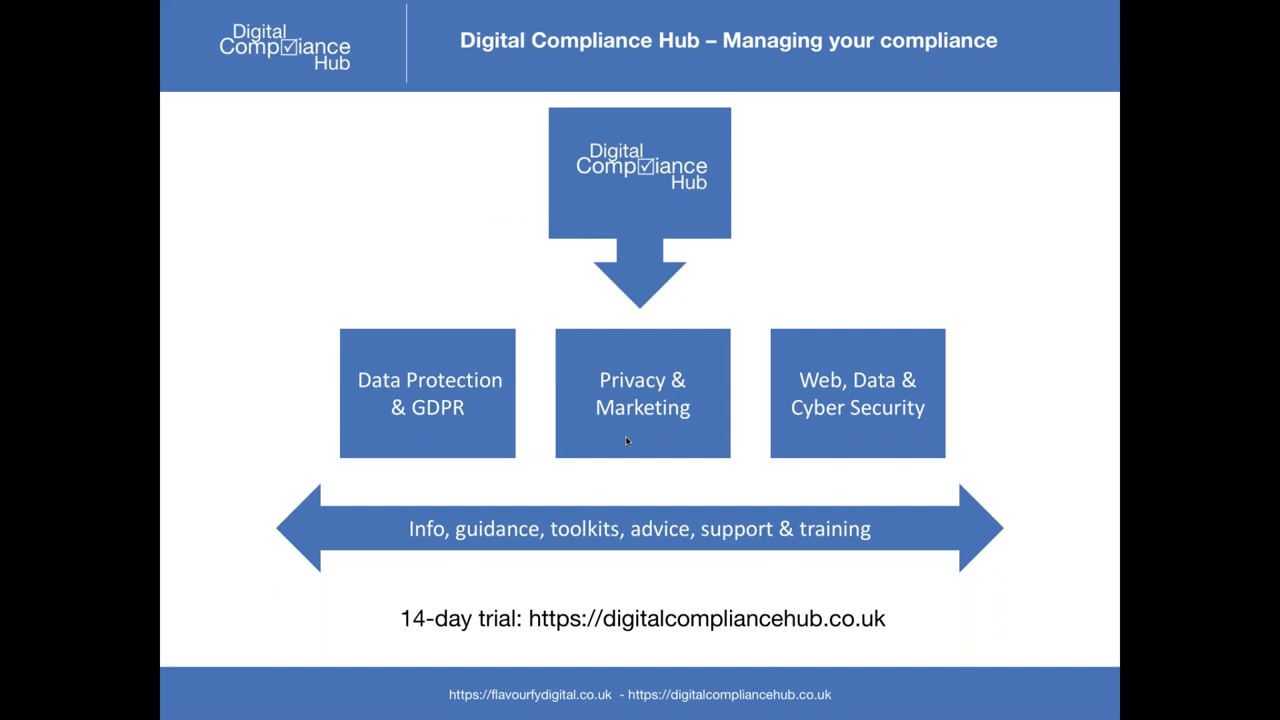 Digital
Compliance
Hub
Digital Compliance Hub – Managing your compliance
Digital
Compliance
Hub
Data Protection
& GDPR
Privacy &
Marketing
Web, Data &
Cyber Security
Info, guidance, toolkits, advice, support & training
14-day trial: https://digitalcompliancehub.co.uk
https://flavourfydigital.co.uk - https://digitalcompliancehub.co.uk